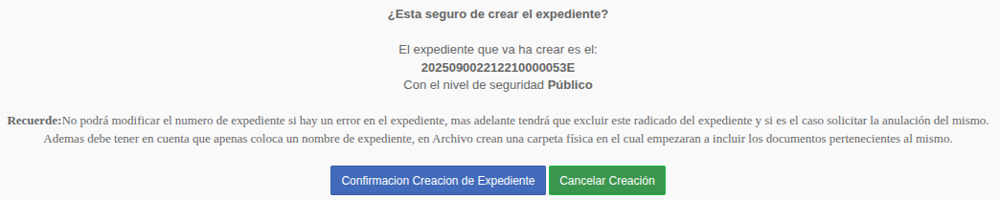 ¿Esta seguro de crear el expediente?
El expediente que va ha crear es el:
202509002212210000053E
Con el nivel de seguridad Público
Recuerde:No podrá modificar el numero de expediente si hay un error en el expediente, mas adelante tendrá que excluir este radicado del expediente y si es el caso solicitar la anulación del mismo.
Ademas debe tener en cuenta que apenas coloca un nombre de expediente, en Archivo crean una carpeta física en el cual empezaran a incluir los documentos pertenecientes al mismo.
Confirmacion Creacion de Expediente Cancelar Creación